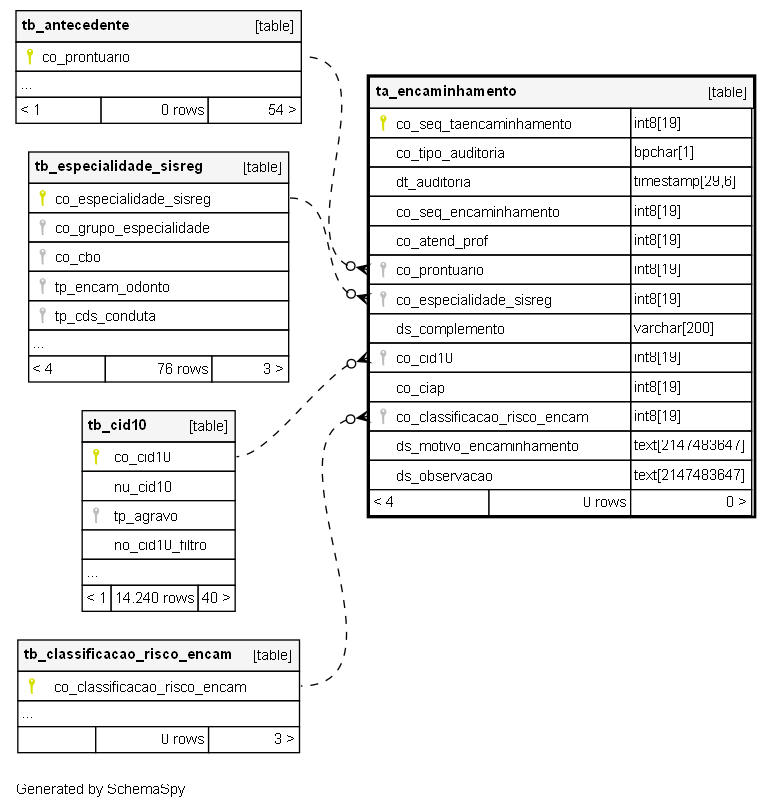 tb_antecedente [table]
co_prontuario
...
< 1 0 rows 54 >
tb_especialidade_sisreg [table]
co_especialidade_sisreg
co_grupo_especialidade
co_cbo
tp_encam_odonto
tp_cds_conduta
...
< 4 76 rows 3 >
tb_cid10 [table]
co_cid10
nu_cid10
tp_agravo
no_cid10_filtro
...
< 1 14.240 rows 40 >
tb_classificacao_risco_encam [table]
co_classificacao_risco_encam
...
0 rows 3 >
ta_encaminhamento [table]
co_seq_taencaminhamento int8[19]
co_tipo_auditoria bpchar[1]
dt_auditoria timestamp[29,6]
co_seq_encaminhamento int8[19]
co_atend_prof int8[19]
co_prontuario int8[19]
co_especialidade_sisreg int8[19]
ds_complemento varchar[200]
co_cid10 int8[19]
co_ciap int8[19]
co_classificacao_risco_encam int8[19]
ds_motivo_encaminhamento text[2147483647]
ds_observacao text[2147483647]
< 4 0 rows 0 >
Generated by SchemaSpy